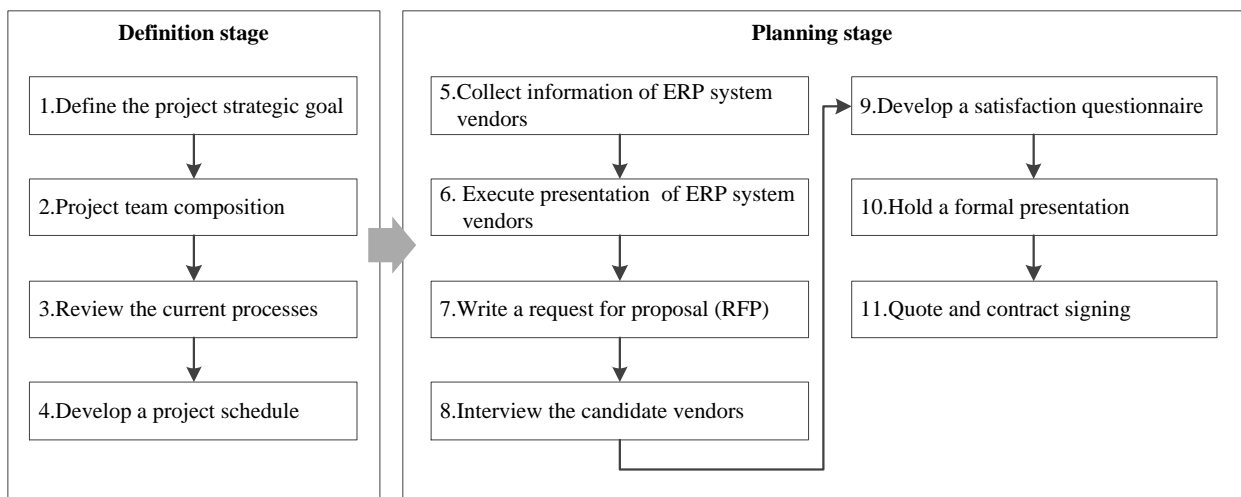 Definition stage
1.Define the project strategic goal
2.Project team composition
3.Review the current processes
4.Develop a project schedule
Planning stage
5.Collect information of ERP system
vendors
6. Execute presentation of ERP system
vendors
7.Write a request for proposal (RFP)
8.Interview the candidate vendors
9.Develop a satisfaction questionnaire
10.Hold a formal presentation
11.Quote and contract signing